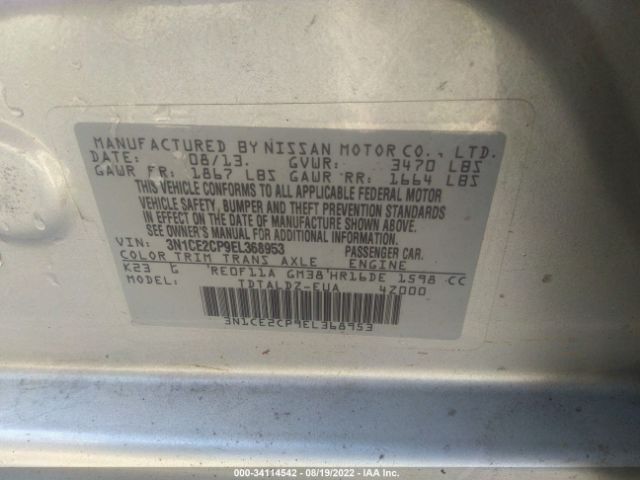 MANUFACTURED BY NISSAN MOTOR CO., LTD.
DATE: 08/13. GVWR: 3470 LBS
GAWR FR: 1867 LBS GAWR RR: 1664 LBS
THIS VEHICLE CONFORMS TO ALL APPLICABLE FEDERAL MOTOR
VEHICLE SAFETY, BUMPER AND THEFT PREVENTION STANDARDS
IN EFFECT ON THE DATE OF MANUFACTURE SHOWN ABOVE.
SEE OWNER'S MANUAL FOR ADDITIONAL INFORMATION
VIN: 3N1CE2CP9EL368953 PASSENGER CAR.
COLOR TRIM TRANS AXLE ENGINE
K23 G RE0F11A GM38 HR16DE 1598 CC
MODEL: TDTALDZ-EUA 42000
3N1CE2CP9EL368953
000-34114542 - 08/19/2022 - IAA Inc.